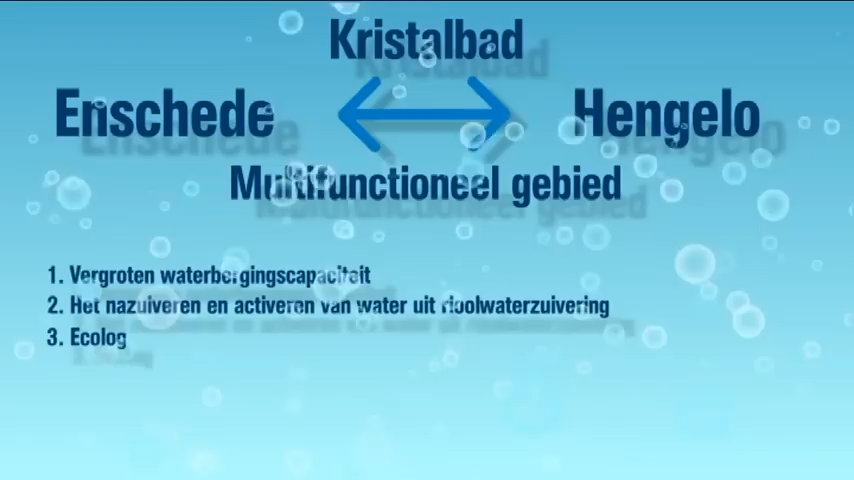 Kristalbad
Enschede Hengelo
Multifunctioneel gebied
1. Vergroten waterbergingscapaciteit
2. Het nazuiveren en activeren van water uit rioolwaterzuivering
3. Ecolog